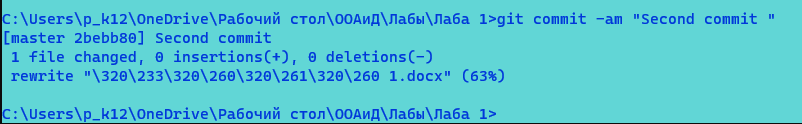 C:\Users\p_k12\OneDrive\Рабочий стол\ООАиД\Лабы\Лаба 1>git commit -am "Second commit "
[master 2bebb80] Second commit
 1 file changed, 0 insertions(+), 0 deletions(-)
 rewrite "\320\233\320\260\320\261\320\260 1.docx" (63%)
C:\Users\p_k12\OneDrive\Рабочий стол\ООАиД\Лабы\Лаба 1>